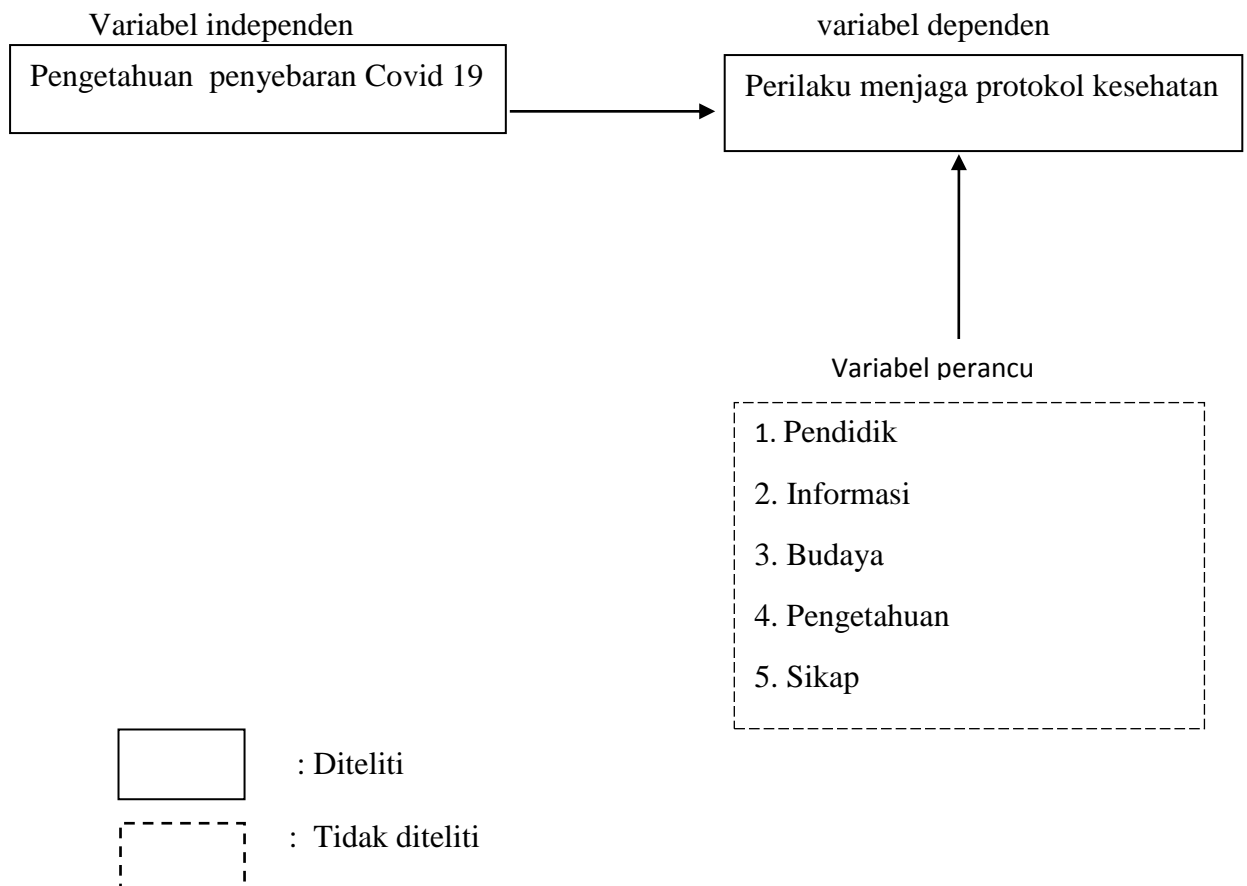 Variabel independen
variabel dependen
Pengetahuan penyebaran Covid 19
Perilaku menjaga protokol kesehatan
Variabel perancu
1. Pendidik
2. Informasi
3. Budaya
4. Pengetahuan
5. Sikap
: Diteliti
: Tidak diteliti